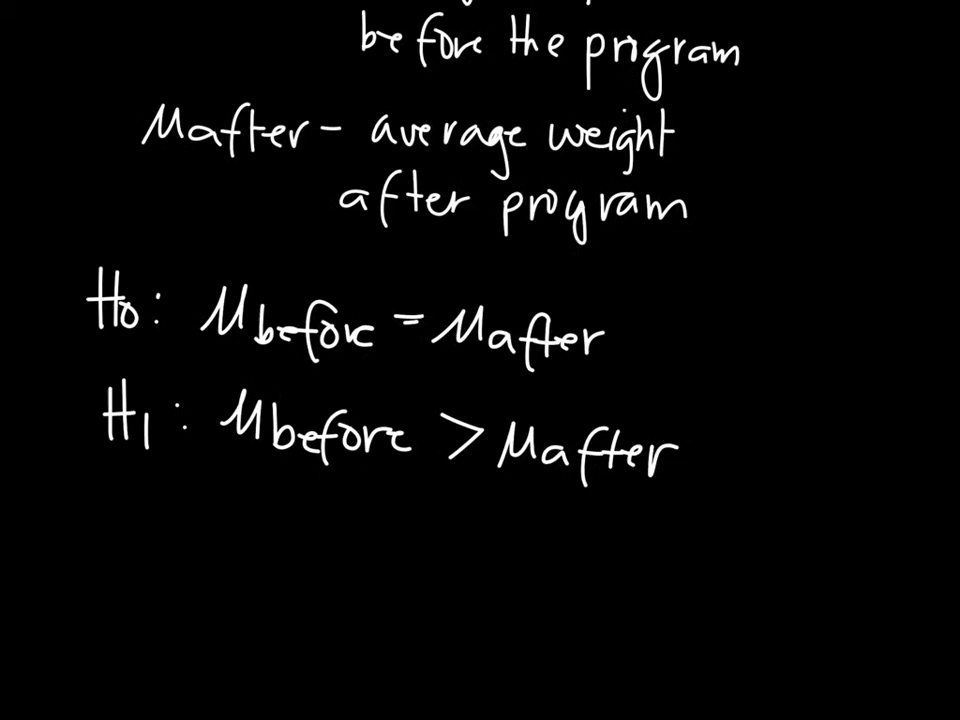 before the program
μafter - average weight
after program
H0: μbefore = μafter
H1: μbefore > μafter